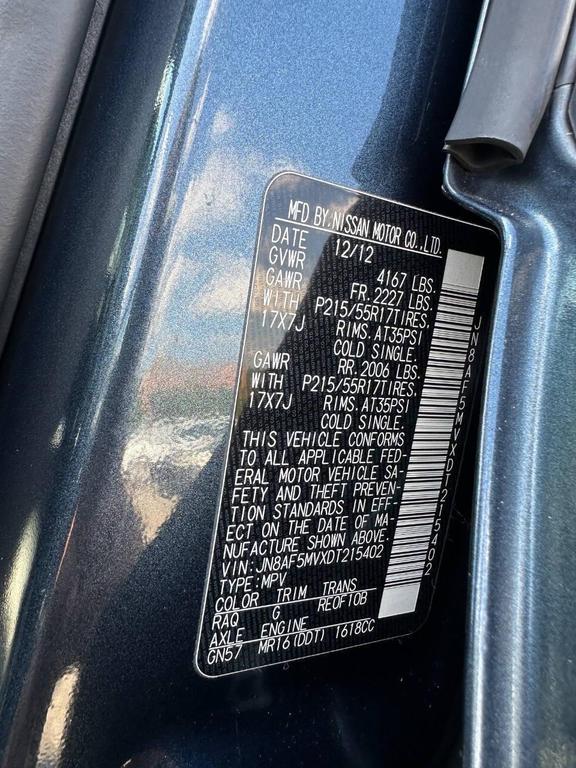 MFD BY:NISSAN MOTOR CO.,LTD.
DATE 12/12
GVWR 4167 LBS.
GAWR FR.2227 LBS.
WITH P215/55R17TIRES.
17X7J RIMS.AT35PSI
COLD SINGLE.
GAWR RR.2006 LBS.
WITH P215/55R17TIRES.
17X7J RIMS.AT35PSI
COLD SINGLE.
THIS VEHICLE CONFORMS
TO ALL APPLICABLE FED-
ERAL MOTOR VEHICLE SA-
FETY AND THEFT PREVEN-
TION STANDARDS IN EFF-
ECT ON THE DATE OF MA-
NUFACTURE SHOWN ABOVE.
VIN:JN8AF5MVXDT215402
TYPE:MPV
COLOR TRIM TRANS
RAQ G RE0F10B
AXLE ENGINE
GN57 MR16(DDT) 1618CC
JN8AF5MVXDT215402